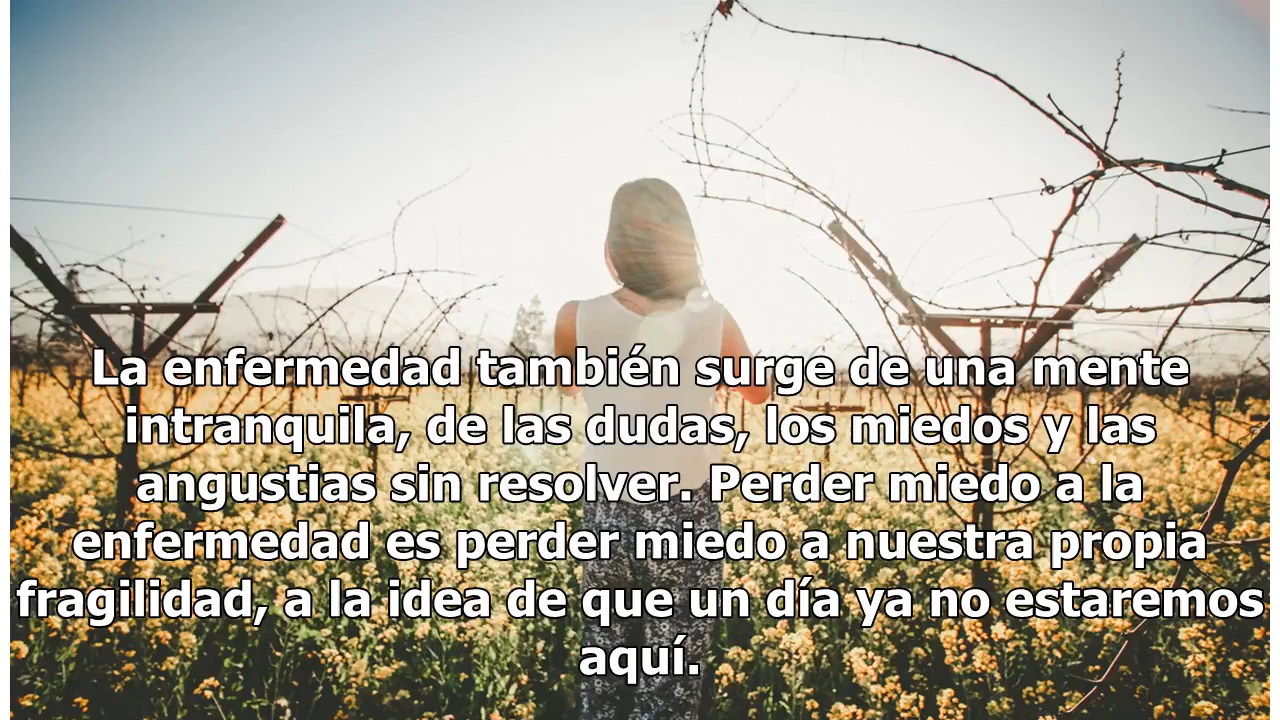 La enfermedad también surge de una mente
intranquila, de las dudas, los miedos y las
angustias sin resolver. Perder miedo a la
enfermedad es perder miedo a nuestra propia
fragilidad, a la idea de que un día ya no estaremos
aquí.